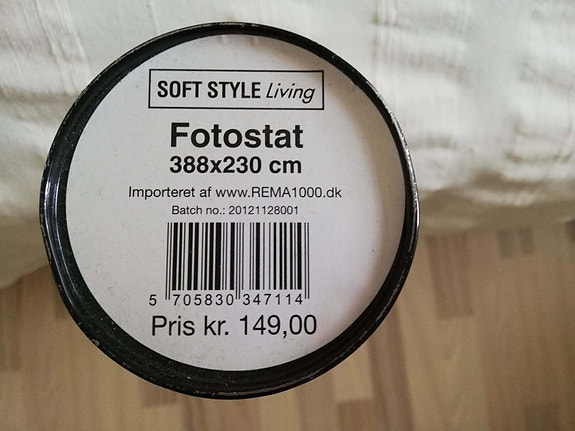 SOFT STYLE Living
Fotostat
388x230 cm
Importeret af www.REMA1000.dk
Batch no.: 20121128001
5 705830 347114
Pris kr. 149,00